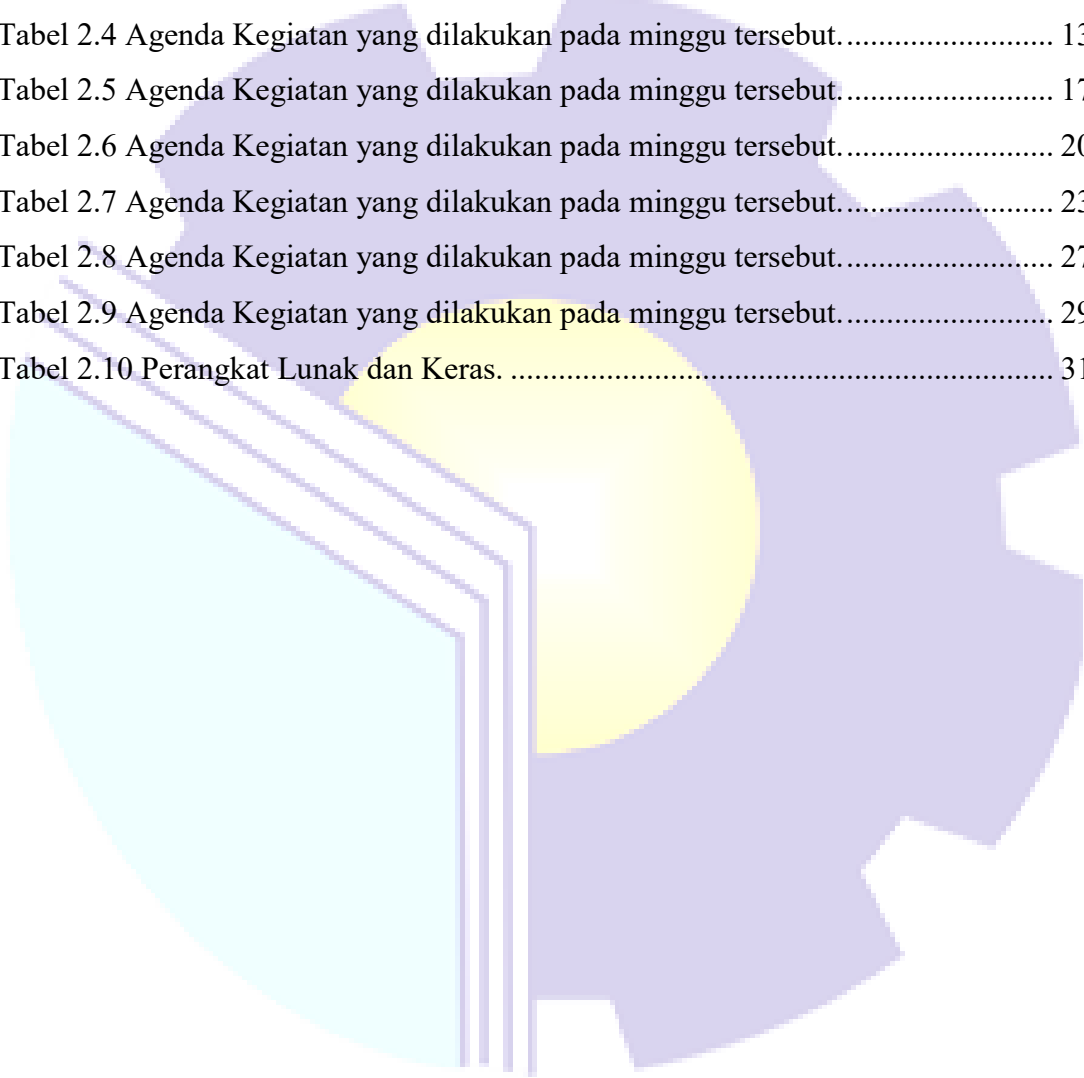 Tabel 2.4 Agenda Kegiatan yang dilakukan pada minggu tersebut. .......................... 13
Tabel 2.5 Agenda Kegiatan yang dilakukan pada minggu tersebut. .......................... 17
Tabel 2.6 Agenda Kegiatan yang dilakukan pada minggu tersebut. .......................... 20
Tabel 2.7 Agenda Kegiatan yang dilakukan pada minggu tersebut. .......................... 23
Tabel 2.8 Agenda Kegiatan yang dilakukan pada minggu tersebut. .......................... 27
Tabel 2.9 Agenda Kegiatan yang dilakukan pada minggu tersebut. .......................... 29
Tabel 2.10 Perangkat Lunak dan Keras. .................................................................... 31